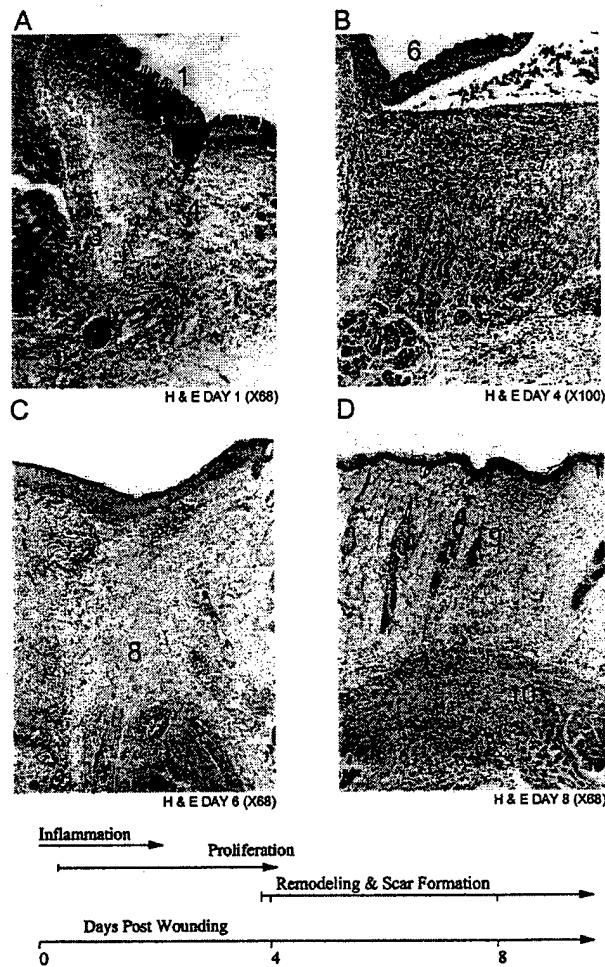 A
B
1
6
H & E DAY 1 (X68)
H & E DAY 4 (X100)
C
D
8
9
10
H & E DAY 6 (X68)
H & E DAY 8 (X68)
Inflammation
Proliferation
Remodeling & Scar Formation
Days Post Wounding
0
4
8